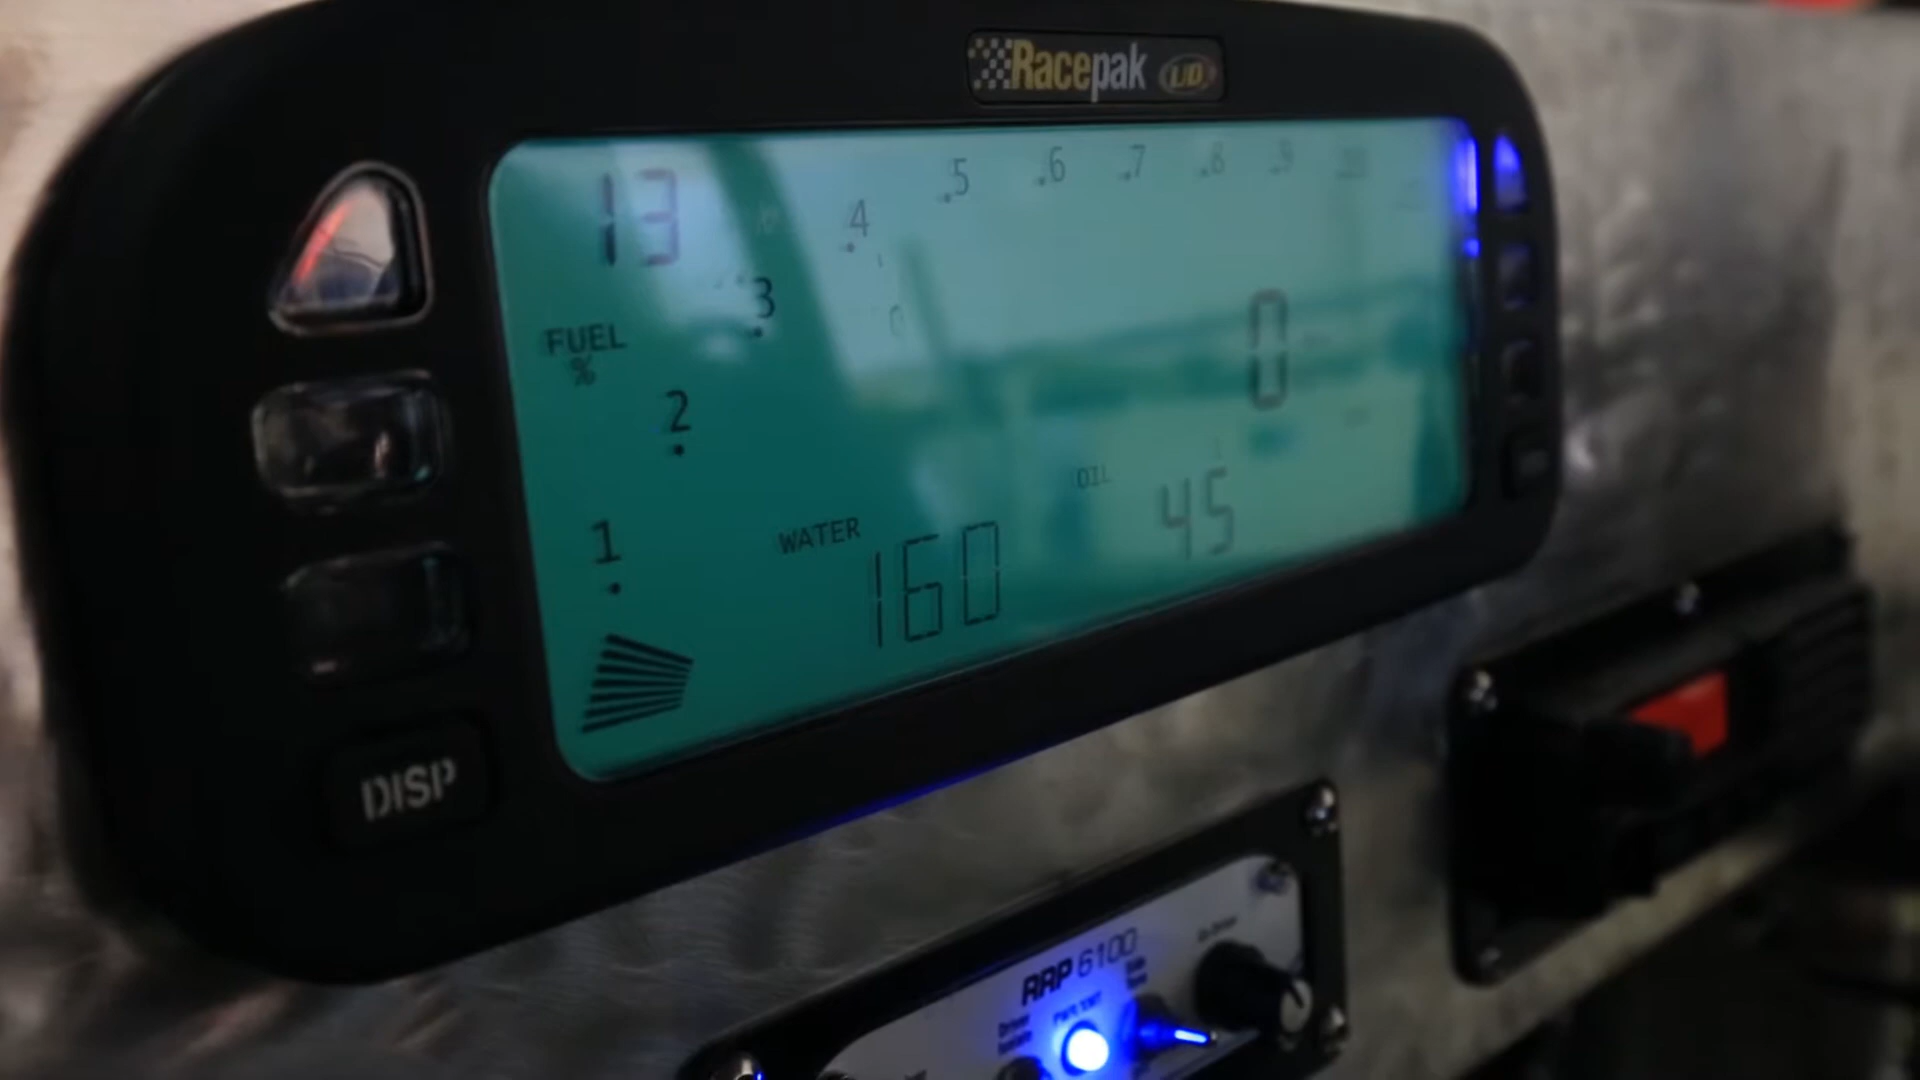 Racepak
13
.5 .6 .7 .8 .9
.4
.3
FUEL
%
.2
0
OIL
45
1
WATER
160
DISP
RRP 6100